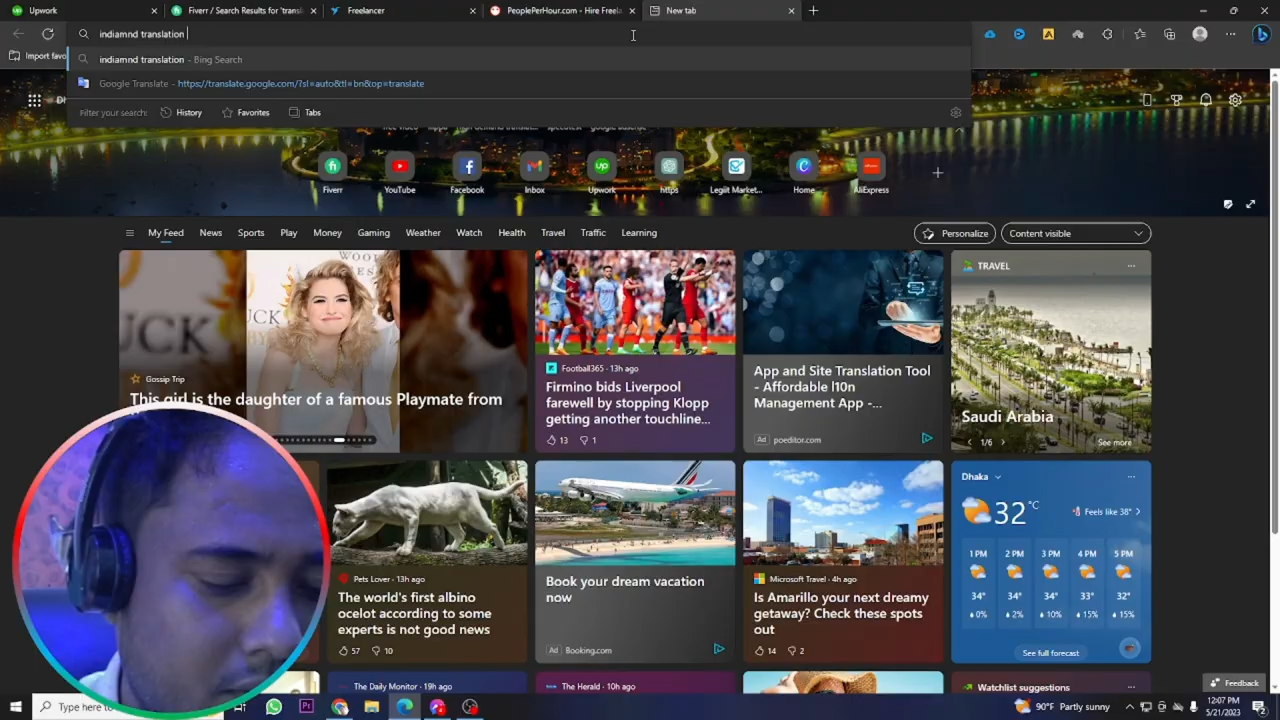 Upwork
Fiverr / Search Results for 'transl
Freelancer
PeoplePerHour.com - Hire Freela
New tab
indiamnd translation
Import favo
indiamnd translation - Bing Search
Google Translate - https://translate.google.com/?sl=auto&tl=bn&op=translate
Filter your search:
History
Favorites
Tabs
Fiverr
YouTube
Facebook
Inbox
Upwork
https
Legiit Market...
Home
AliExpress
My Feed
News
Sports
Play
Money
Gaming
Weather
Watch
Health
Travel
Traffic
Learning
Personalize
Content visible
Gossip Trip
This girl is the daughter of a famous Playmate from
Football365 · 13h ago
Firmino bids Liverpool
farewell by stopping Klopp
getting another touchline...
13
1
App and Site Translation Tool
- Affordable l10n
Management App -...
Ad poeditor.com
TRAVEL
Saudi Arabia
1/6
See more
Pets Lover · 13h ago
The world's first albino
ocelot according to some
experts is not good news
57
10
Book your dream vacation
now
Ad Booking.com
Microsoft Travel · 4h ago
Is Amarillo your next dreamy
getaway? Check these spots
out
14
2
Dhaka
32 °C
Feels like 38°
1 PM
2 PM
3 PM
4 PM
5 PM
34°
34°
34°
33°
32°
0%
2%
10%
15%
15%
See full forecast
The Daily Monitor · 19h ago
The Herald · 10h ago
Watchlist suggestions
Feedback
Type here to
Pr
90°F Partly sunny
12:07 PM
5/21/2023